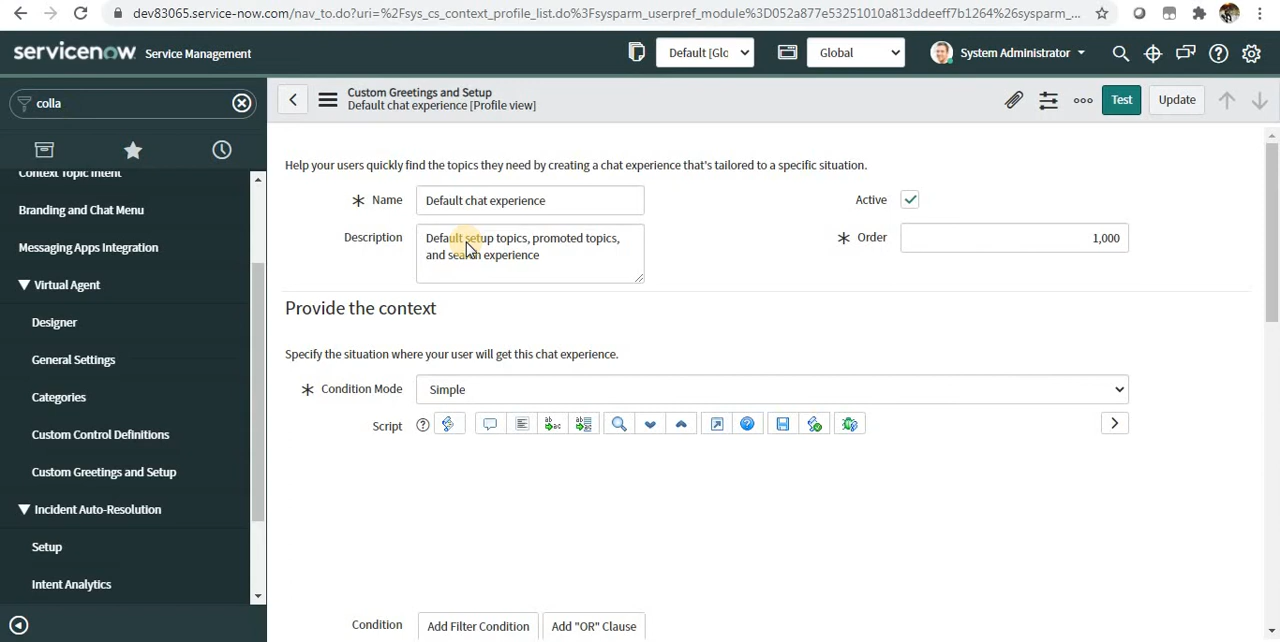 dev83065.service-now.com/nav_to.do?uri=%2Fsys_cs_context_profile_list.do%3Fsysparm_userpref_module%3D052a877e53251010a813ddeeff7b1264%26sysparm_...
servicenow Service Management
Default [Glo
Global
System Administrator
colla
Custom Greetings and Setup
Default chat experience [Profile view]
Test
Update
Context Topic Intent
Branding and Chat Menu
Messaging Apps Integration
Virtual Agent
Designer
General Settings
Categories
Custom Control Definitions
Custom Greetings and Setup
Incident Auto-Resolution
Setup
Intent Analytics
Help your users quickly find the topics they need by creating a chat experience that's tailored to a specific situation.
Name
Default chat experience
Active
Description
Default setup topics, promoted topics,
and search experience
Order
1,000
Provide the context
Specify the situation where your user will get this chat experience.
Condition Mode
Simple
Script
Condition
Add Filter Condition
Add "OR" Clause